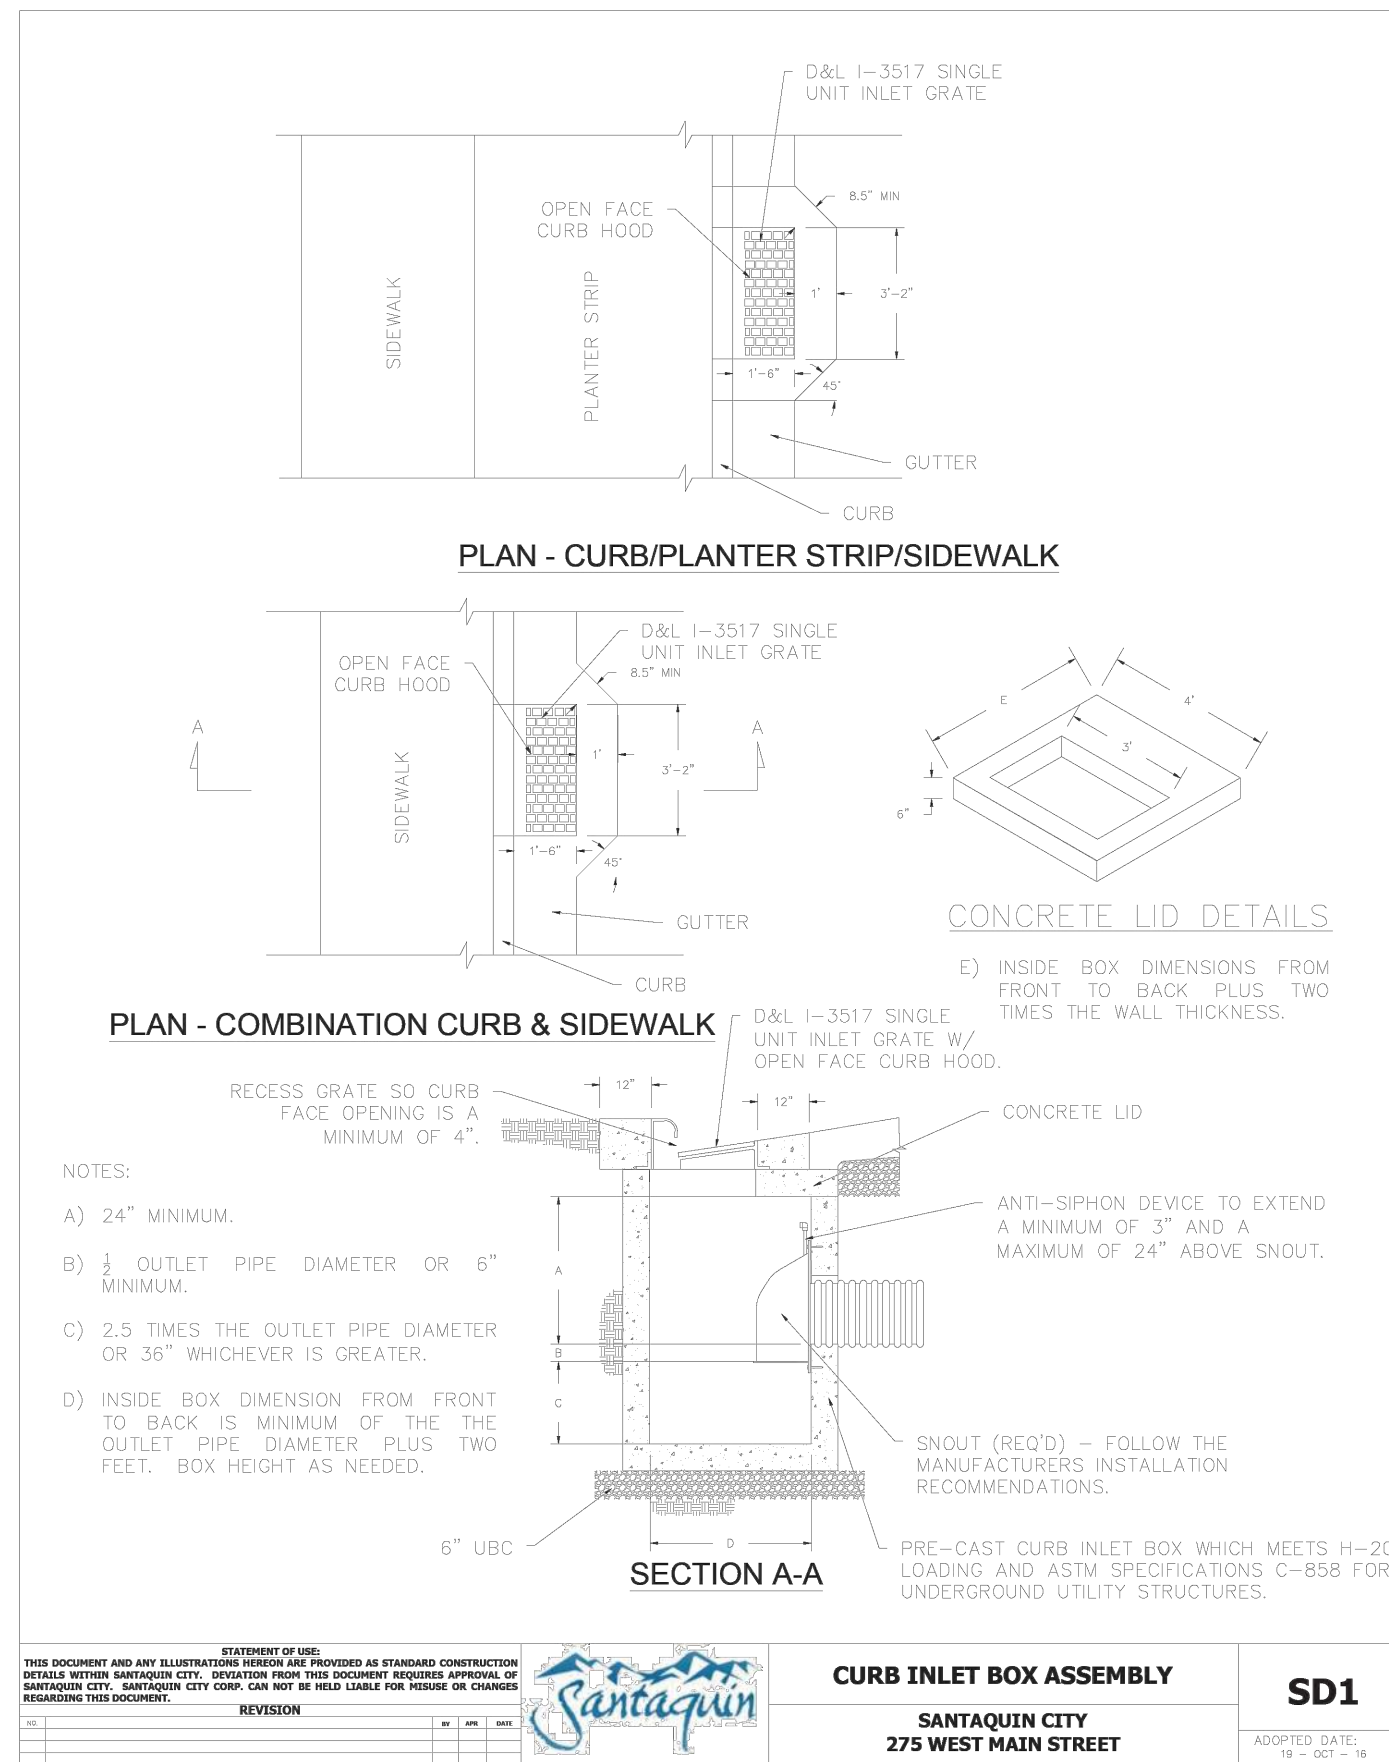 D&L I-3517 SINGLE
UNIT INLET GRATE
8.5" MIN
OPEN FACE
CURB HOOD
SIDEWALK
PLANTER STRIP
1'
3'-2"
1'-6"
45°
GUTTER
CURB
PLAN - CURB/PLANTER STRIP/SIDEWALK
D&L I-3517 SINGLE
UNIT INLET GRATE
8.5" MIN
OPEN FACE
CURB HOOD
A
A
SIDEWALK
1'
3'-2"
1'-6"
45°
GUTTER
CURB
PLAN - COMBINATION CURB & SIDEWALK
E
4'
3'
6"
CONCRETE LID DETAILS
E) INSIDE BOX DIMENSIONS FROM
FRONT TO BACK PLUS TWO
TIMES THE WALL THICKNESS.
D&L I-3517 SINGLE
UNIT INLET GRATE W/
OPEN FACE CURB HOOD.
RECESS GRATE SO CURB
FACE OPENING IS A
MINIMUM OF 4".
12"
12"
CONCRETE LID
NOTES:
A) 24" MINIMUM.
B) ½ OUTLET PIPE DIAMETER OR 6"
MINIMUM.
C) 2.5 TIMES THE OUTLET PIPE DIAMETER
OR 36" WHICHEVER IS GREATER.
D) INSIDE BOX DIMENSION FROM FRONT
TO BACK IS MINIMUM OF THE THE
OUTLET PIPE DIAMETER PLUS TWO
FEET. BOX HEIGHT AS NEEDED.
ANTI-SIPHON DEVICE TO EXTEND
A MINIMUM OF 3" AND A
MAXIMUM OF 24" ABOVE SNOUT.
A
B
C
D
SNOUT (REQ'D) - FOLLOW THE
MANUFACTURERS INSTALLATION
RECOMMENDATIONS.
6" UBC
PRE-CAST CURB INLET BOX WHICH MEETS H-20
LOADING AND ASTM SPECIFICATIONS C-858 FOR
UNDERGROUND UTILITY STRUCTURES.
SECTION A-A
STATEMENT OF USE:
THIS DOCUMENT AND ANY ILLUSTRATIONS HEREON ARE PROVIDED AS STANDARD CONSTRUCTION
DETAILS WITHIN SANTAQUIN CITY. DEVIATION FROM THIS DOCUMENT REQUIRES APPROVAL OF
SANTAQUIN CITY. SANTAQUIN CITY CORP. CAN NOT BE HELD LIABLE FOR MISUSE OR CHANGES
REGARDING THIS DOCUMENT.
REVISION
NO. BY APR DATE
Santaquin
CURB INLET BOX ASSEMBLY
SANTAQUIN CITY
275 WEST MAIN STREET
SD1
ADOPTED DATE:
19 - OCT - 16